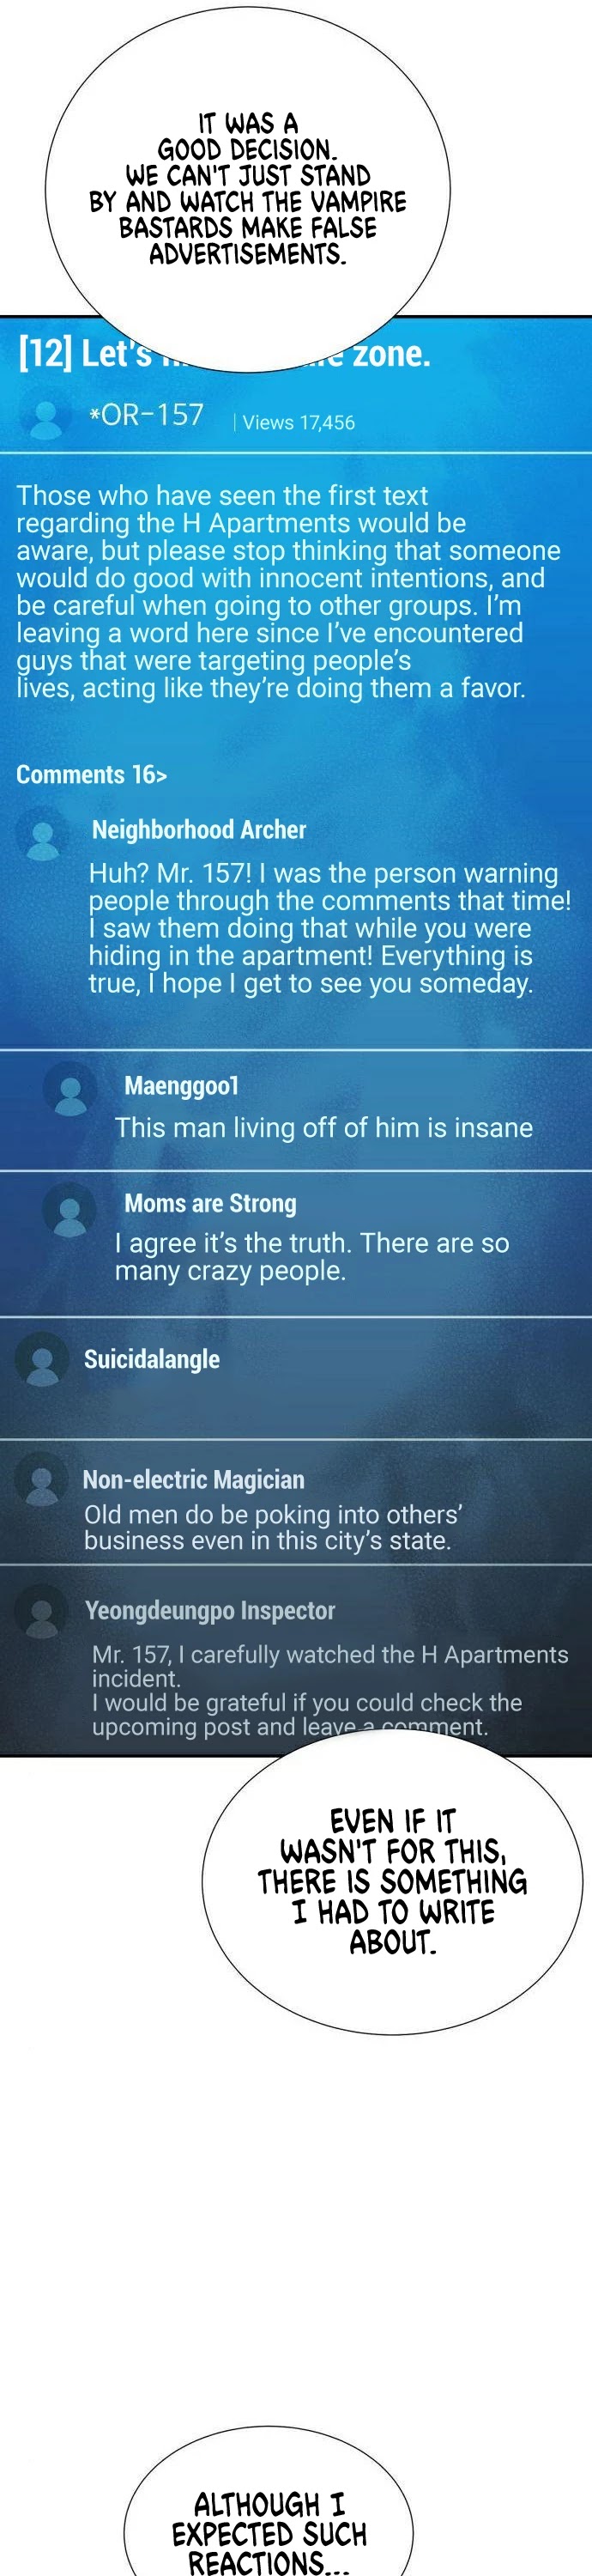 IT WAS A
GOOD DECISION.
WE CAN'T JUST STAND
BY AND WATCH THE VAMPIRE
BASTARDS MAKE FALSE
ADVERTISEMENTS.
[12] Let's zone.
*OR-157 | Views 17,456
Those who have seen the first text
regarding the H Apartments would be
aware, but please stop thinking that someone
would do good with innocent intentions, and
be careful when going to other groups. I'm
leaving a word here since I've encountered
guys that were targeting people's
lives, acting like they're doing them a favor.
Comments 16>
Neighborhood Archer
Huh? Mr. 157! I was the person warning
people through the comments that time!
I saw them doing that while you were
hiding in the apartment! Everything is
true, I hope I get to see you someday.
Maenggoo1
This man living off of him is insane
Moms are Strong
I agree it's the truth. There are so
many crazy people.
Suicidalangle
Non-electric Magician
Old men do be poking into others'
business even in this city's state.
Yeongdeungpo Inspector
Mr. 157, I carefully watched the H Apartments
incident.
I would be grateful if you could check the
upcoming post and leave a comment.
EVEN IF IT
WASN'T FOR THIS,
THERE IS SOMETHING
I HAD TO WRITE
ABOUT.
ALTHOUGH I
EXPECTED SUCH
REACTIONS...